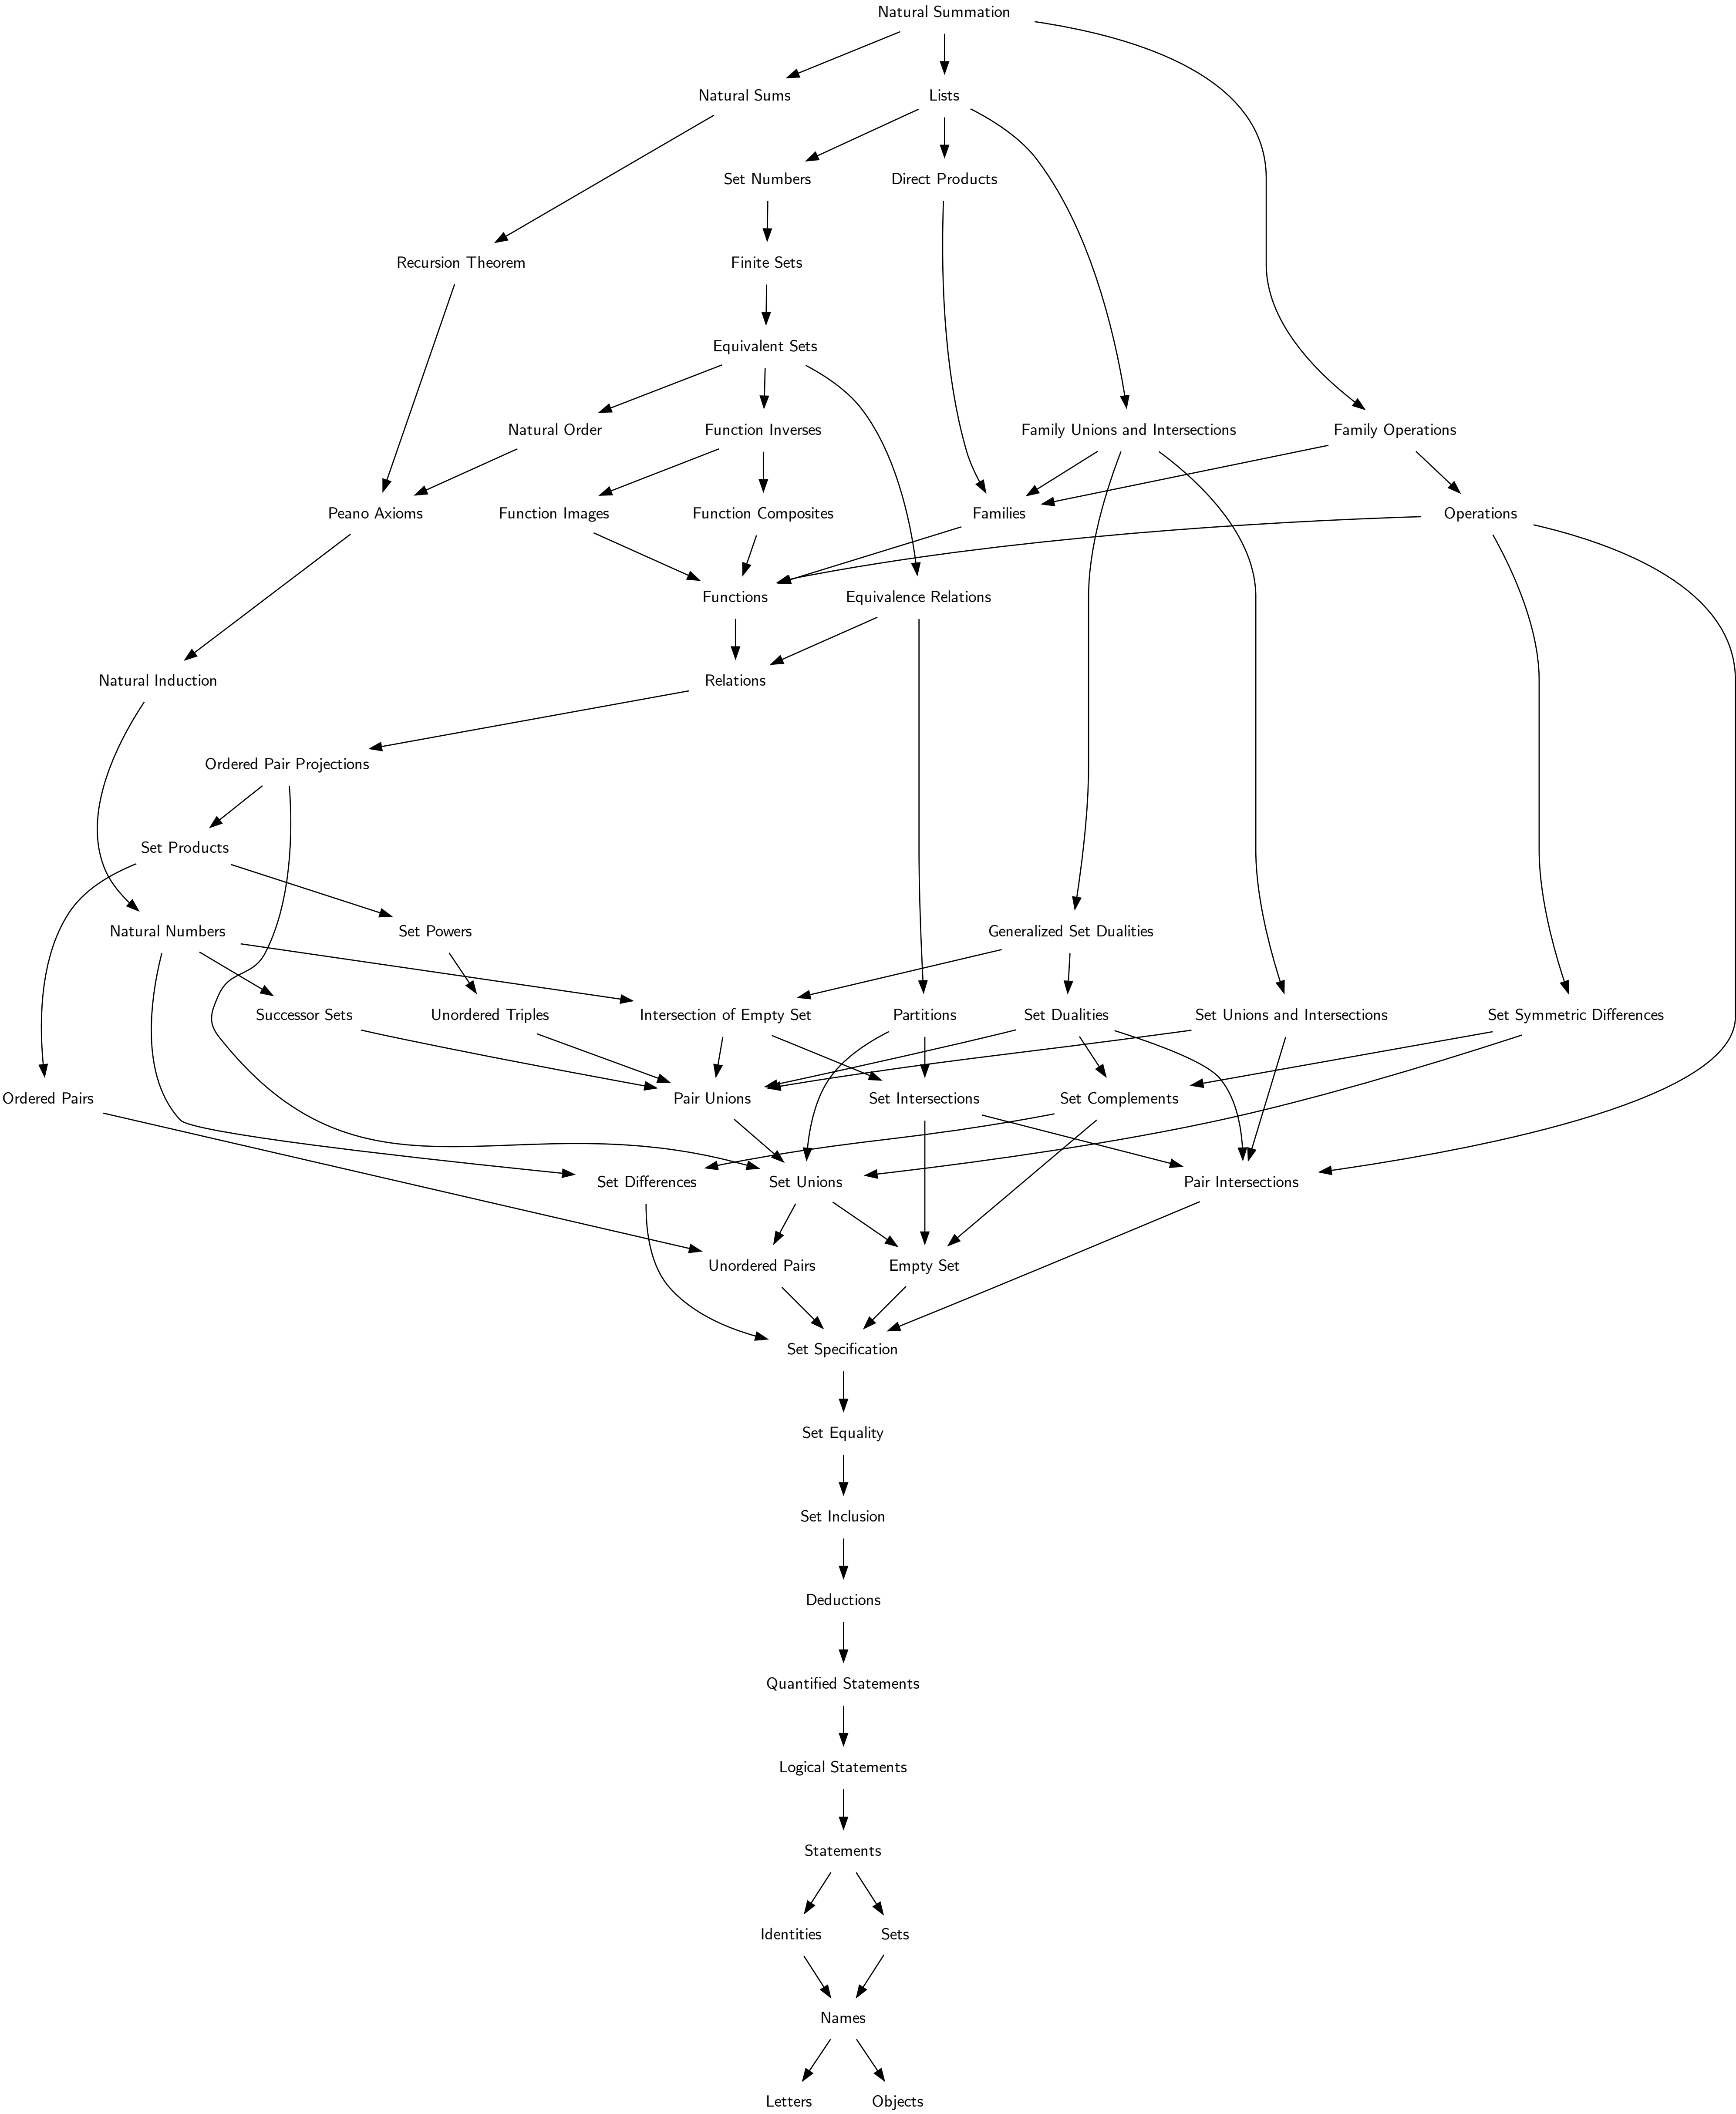 Natural Summation
Natural Sums
Lists
Set Numbers
Direct Products
Recursion Theorem
Finite Sets
Equivalent Sets
Natural Order
Function Inverses
Family Unions and Intersections
Family Operations
Peano Axioms
Function Images
Function Composites
Families
Operations
Functions
Equivalence Relations
Natural Induction
Relations
Ordered Pair Projections
Set Products
Natural Numbers
Set Powers
Generalized Set Dualities
Successor Sets
Unordered Triples
Intersection of Empty Set
Partitions
Set Dualities
Set Unions and Intersections
Set Symmetric Differences
Ordered Pairs
Pair Unions
Set Intersections
Set Complements
Set Differences
Set Unions
Pair Intersections
Unordered Pairs
Empty Set
Set Specification
Set Equality
Set Inclusion
Deductions
Quantified Statements
Logical Statements
Statements
Identities
Sets
Names
Letters
Objects